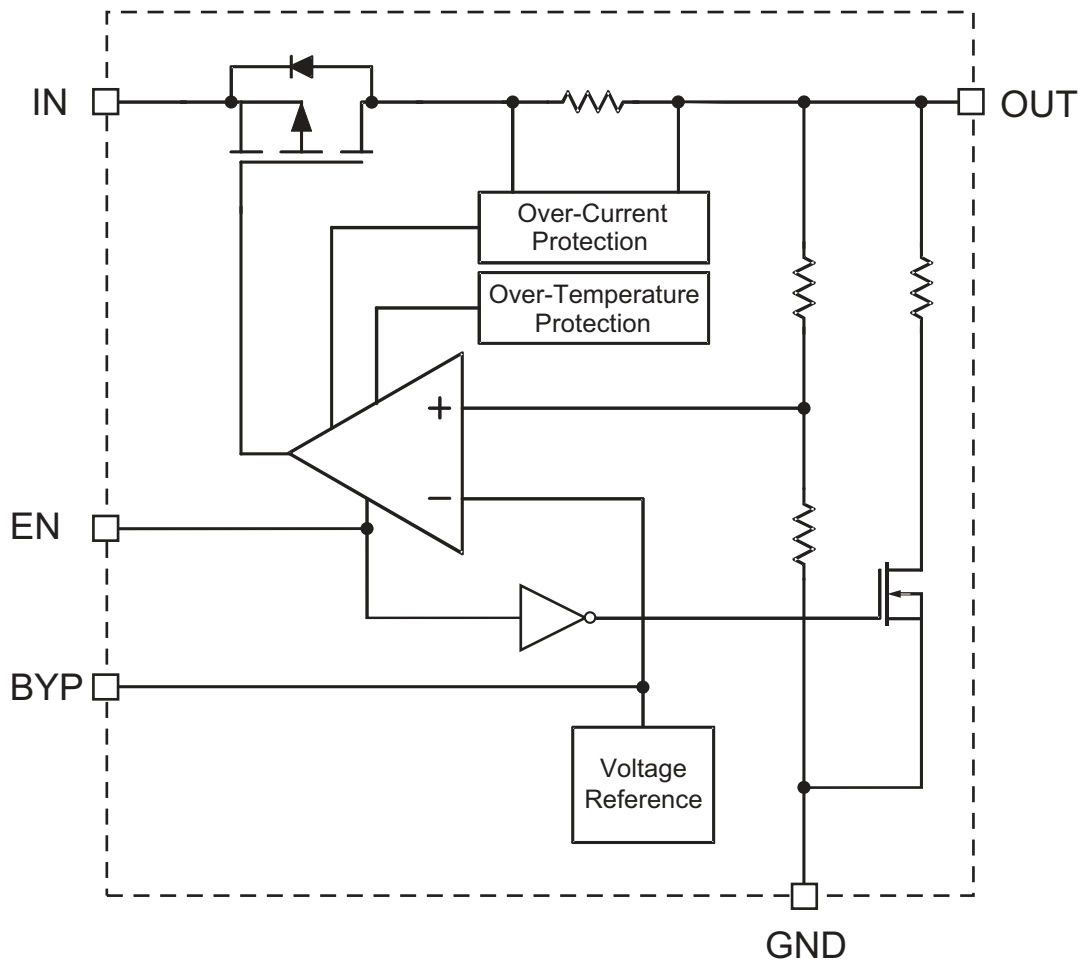 IN
OUT
Over-Current
Protection
Over-Temperature
Protection
+
−
EN
BYP
Voltage
Reference
GND